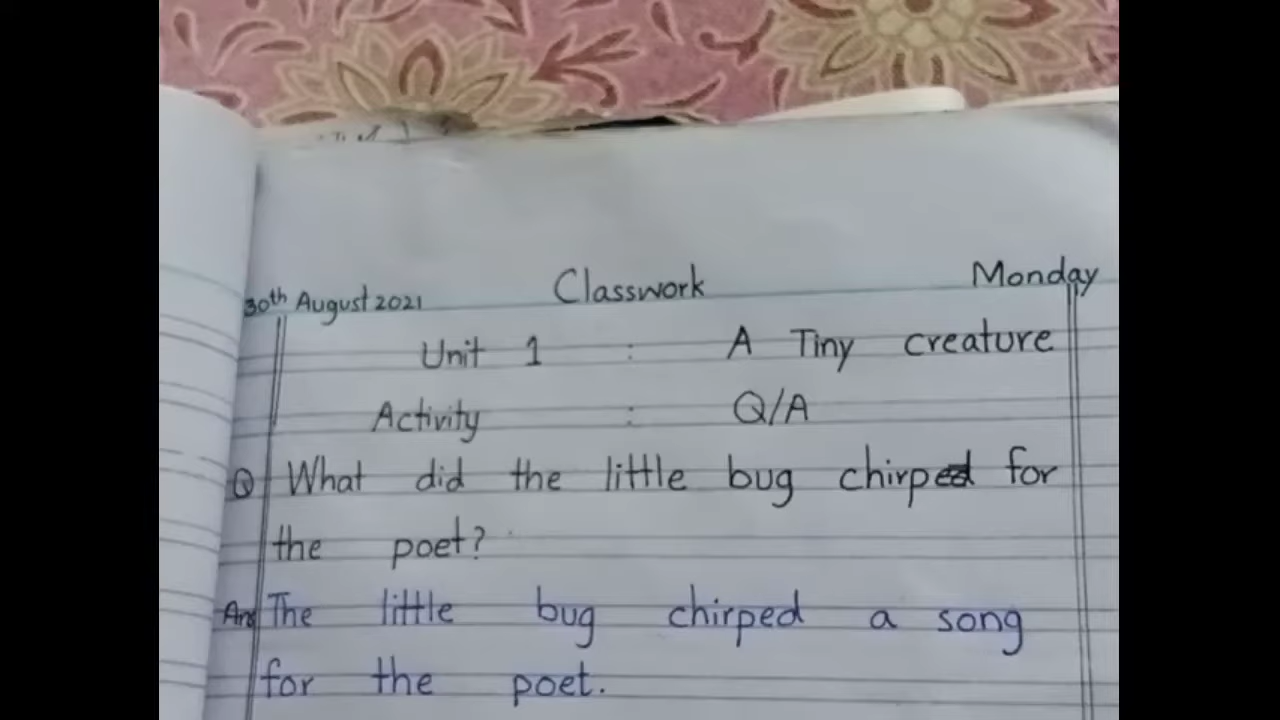 30th August 2021 Classwork Monday
Unit 1 : A Tiny creature
Activity : Q/A
Q What did the little bug chirped for
the poet?
Ans The little bug chirped a song
for the poet.